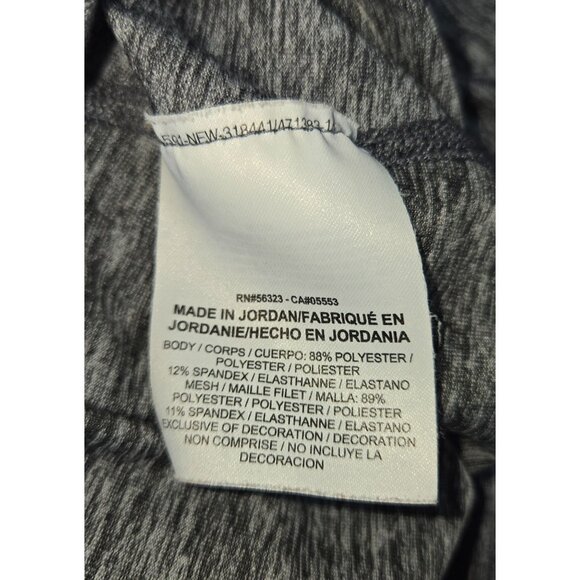 RN#56323 - CA#05553
MADE IN JORDAN/FABRIQUÉ EN
JORDANIE/HECHO EN JORDANIA
BODY / CORPS / CUERPO: 88% POLYESTER /
POLYESTER / POLIESTER
12% SPANDEX / ELASTHANNE / ELASTANO
MESH / MAILLE FILET / MALLA: 89%
POLYESTER / POLYESTER / POLIESTER
11% SPANDEX / ELASTHANNE / ELASTANO
EXCLUSIVE OF DECORATION / DECORATION
NON COMPRISE / NO INCLUYE LA
DECORACION